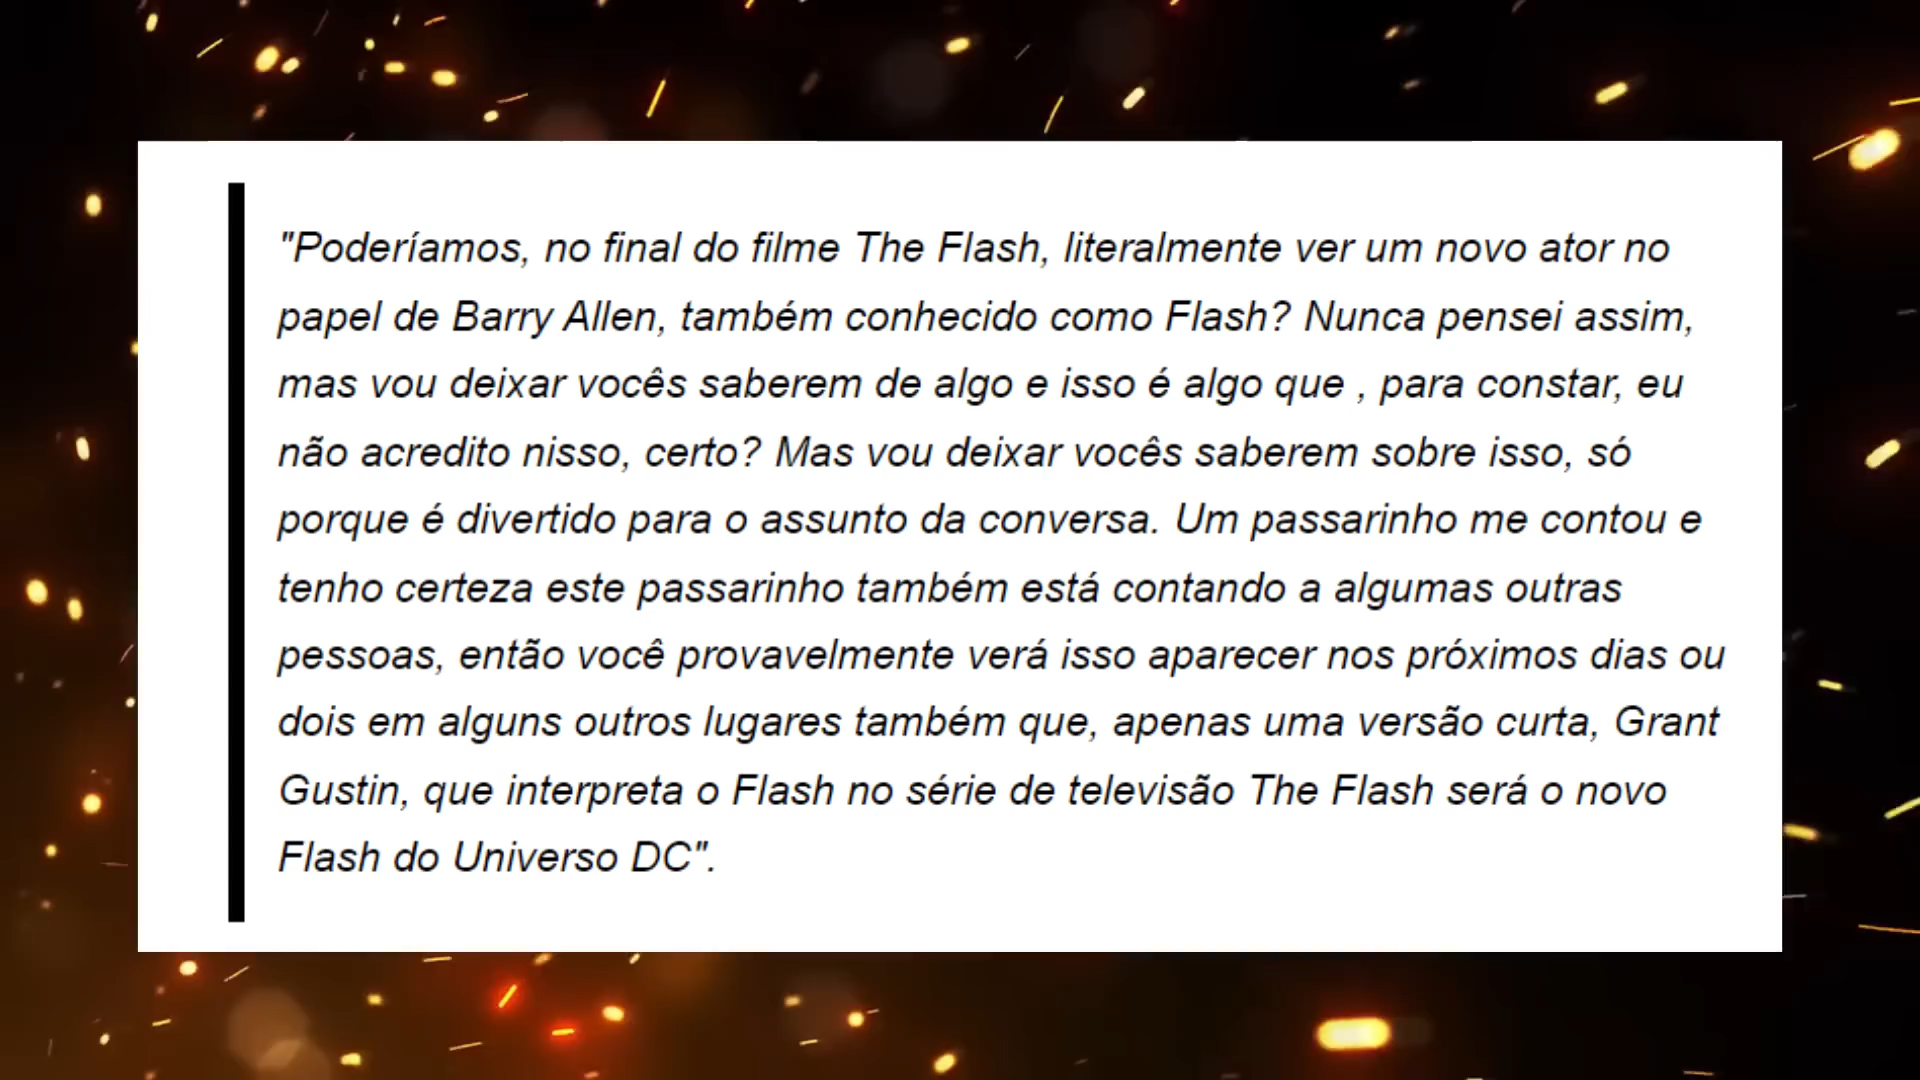 "Poderíamos, no final do filme The Flash, literalmente ver um novo ator no
papel de Barry Allen, também conhecido como Flash? Nunca pensei assim,
mas vou deixar vocês saberem de algo e isso é algo que , para constar, eu
não acredito nisso, certo? Mas vou deixar vocês saberem sobre isso, só
porque é divertido para o assunto da conversa. Um passarinho me contou e
tenho certeza este passarinho também está contando a algumas outras
pessoas, então você provavelmente verá isso aparecer nos próximos dias ou
dois em alguns outros lugares também que, apenas uma versão curta, Grant
Gustin, que interpreta o Flash no série de televisão The Flash será o novo
Flash do Universo DC".